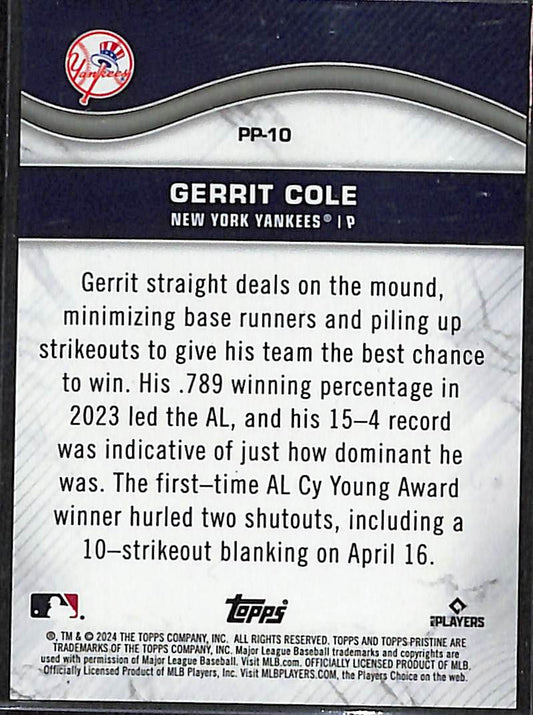 Yankees
PP-10
GERRIT COLE
NEW YORK YANKEES® | P
Gerrit straight deals on the mound,
minimizing base runners and piling up
strikeouts to give his team the best chance
to win. His .789 winning percentage in
2023 led the AL, and his 15–4 record
was indicative of just how dominant he
was. The first–time AL Cy Young Award
winner hurled two shutouts, including a
10–strikeout blanking on April 16.
topps
PLAYERS
®, TM & © 2024 THE TOPPS COMPANY, INC. ALL RIGHTS RESERVED. TOPPS AND TOPPS PRISTINE ARE
TRADEMARKS OF THE TOPPS COMPANY, INC. Major League Baseball trademarks and copyrights are
used with permission of Major League Baseball. Visit MLB.com. OFFICIALLY LICENSED PRODUCT OF MLB.
Officially Licensed Product of MLB Players, Inc. Visit MLBPLAYERS.COM, the Players Choice on the web.